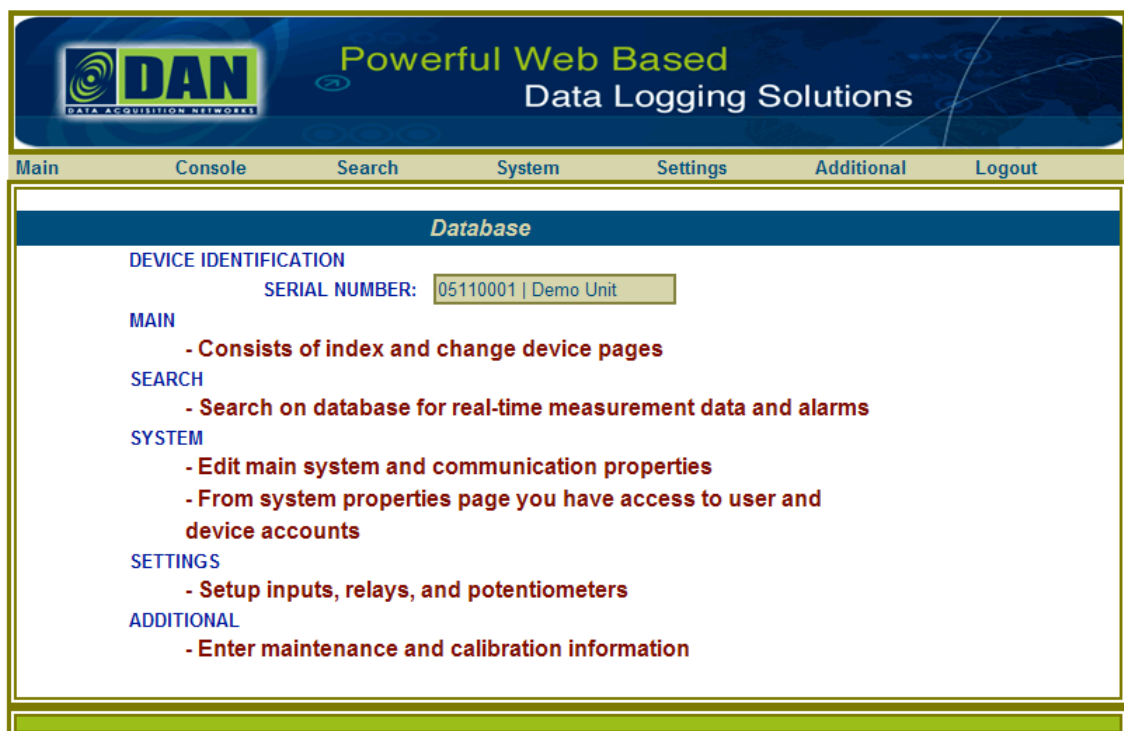 DAN
DATA ACQUISITION NETWORKS
Powerful Web Based
Data Logging Solutions
Main Console Search System Settings Additional Logout
Database
DEVICE IDENTIFICATION
SERIAL NUMBER: 05110001 | Demo Unit
MAIN
- Consists of index and change device pages
SEARCH
- Search on database for real-time measurement data and alarms
SYSTEM
- Edit main system and communication properties
- From system properties page you have access to user and
device accounts
SETTINGS
- Setup inputs, relays, and potentiometers
ADDITIONAL
- Enter maintenance and calibration information